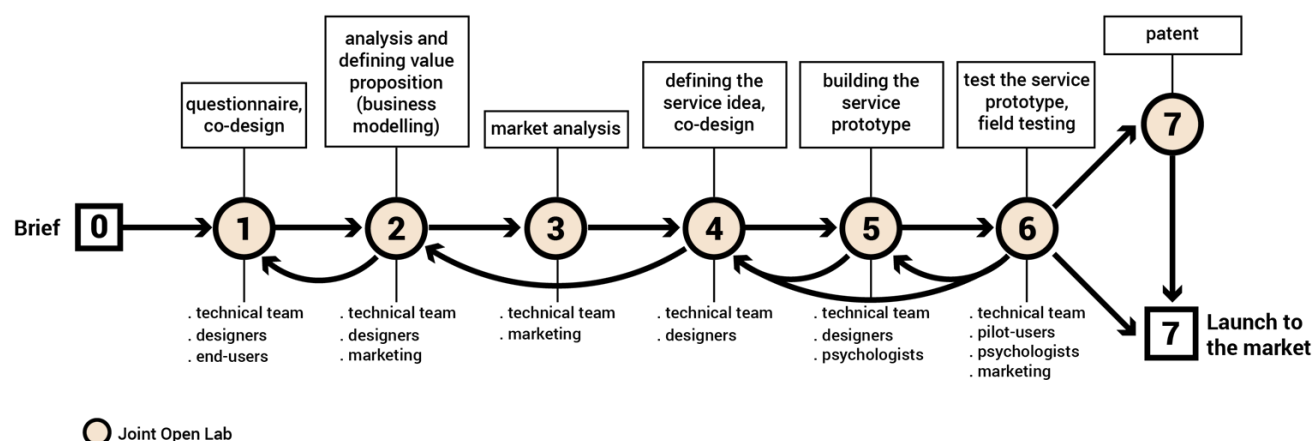 patent
analysis and
defining value
proposition
(business
modelling)
defining the
service idea,
co-design
building the
service
prototype
test the service
prototype,
field testing
questionnaire,
co-design
market analysis
7
Brief 0 1 2 3 4 5 6
. technical team
. designers
. end-users
. technical team
. designers
. marketing
. technical team
. marketing
. technical team
. designers
. technical team
. designers
. psychologists
. technical team
. pilot-users
. psychologists
. marketing
7 Launch to
the market
Joint Open Lab